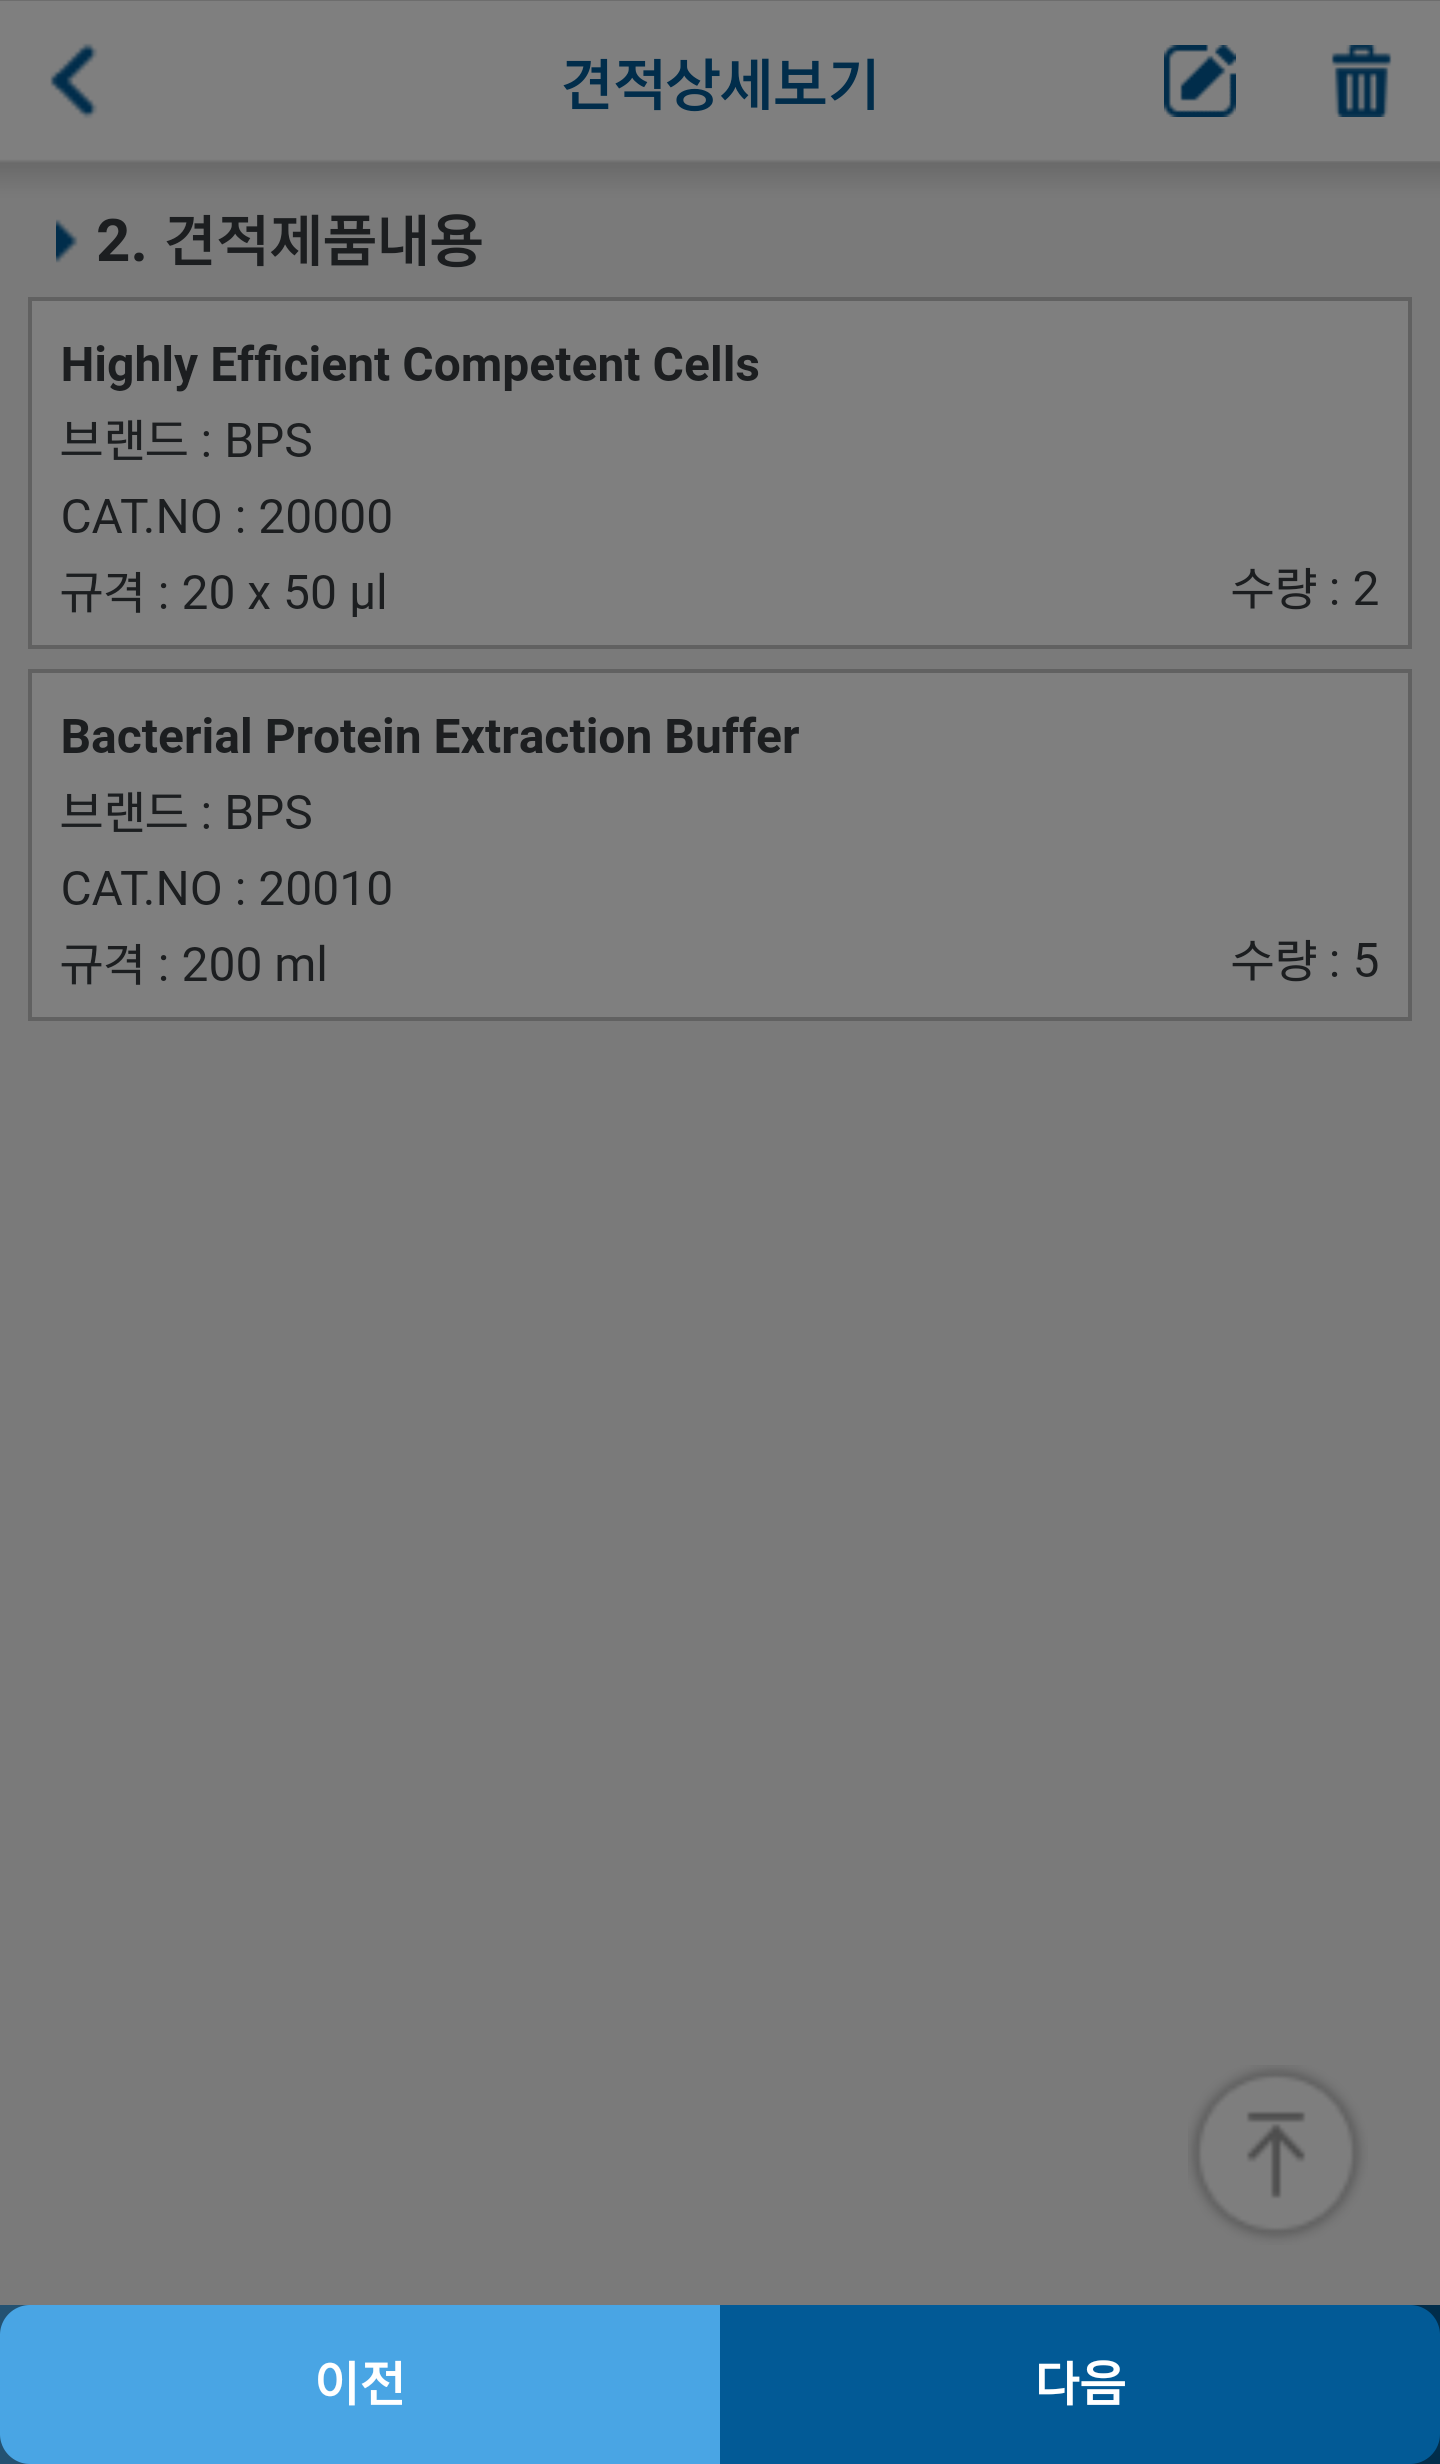 견적상세보기
2. 견적제품내용
Highly Efficient Competent Cells
브랜드 : BPS
CAT.NO : 20000
규격 : 20 x 50 μl
수량 : 2
Bacterial Protein Extraction Buffer
브랜드 : BPS
CAT.NO : 20010
규격 : 200 ml
수량 : 5
이전
다음